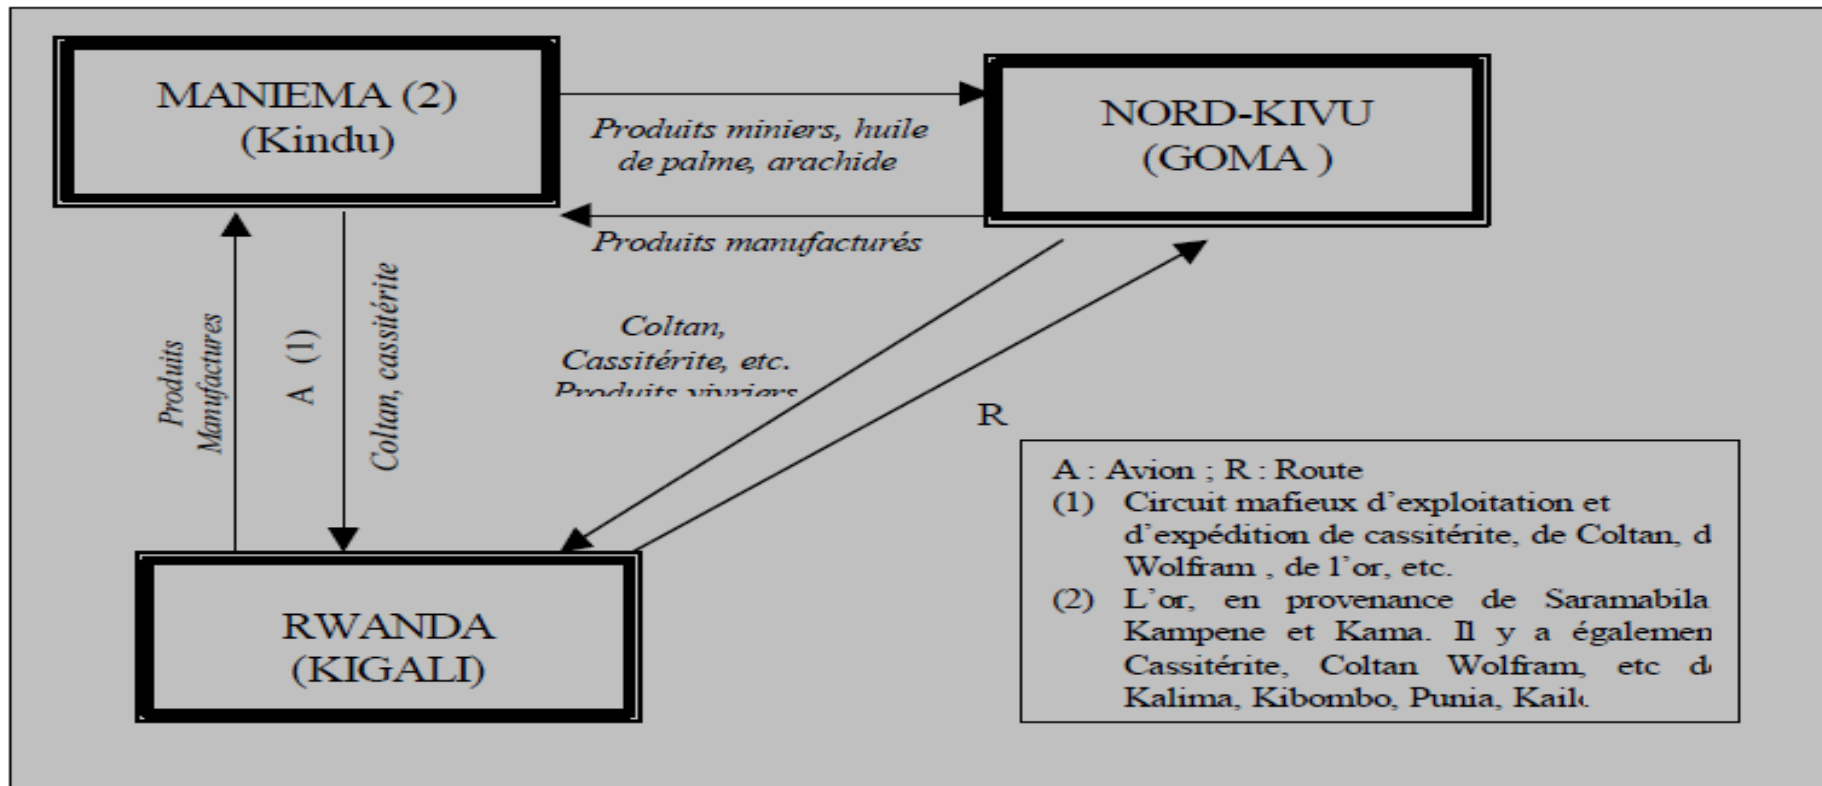 MANIEMA (2)
(Kindu)
NORD-KIVU
(GOMA )
Produits miniers, huile
de palme, arachide
Produits manufacturés
Produits
Manufactures
A (1)
Coltan, cassitérite
Coltan,
Cassitérite, etc.
Produits vivriers
R
RWANDA
(KIGALI)
A : Avion ; R : Route
(1) Circuit mafieux d’exploitation et
d’expédition de cassitérite, de Coltan, d
Wolfram , de l’or, etc.
(2) L’or, en provenance de Saramabila
Kampene et Kama. Il y a égalemen
Cassitérite, Coltan Wolfram, etc d
Kalima, Kibombo, Punia,